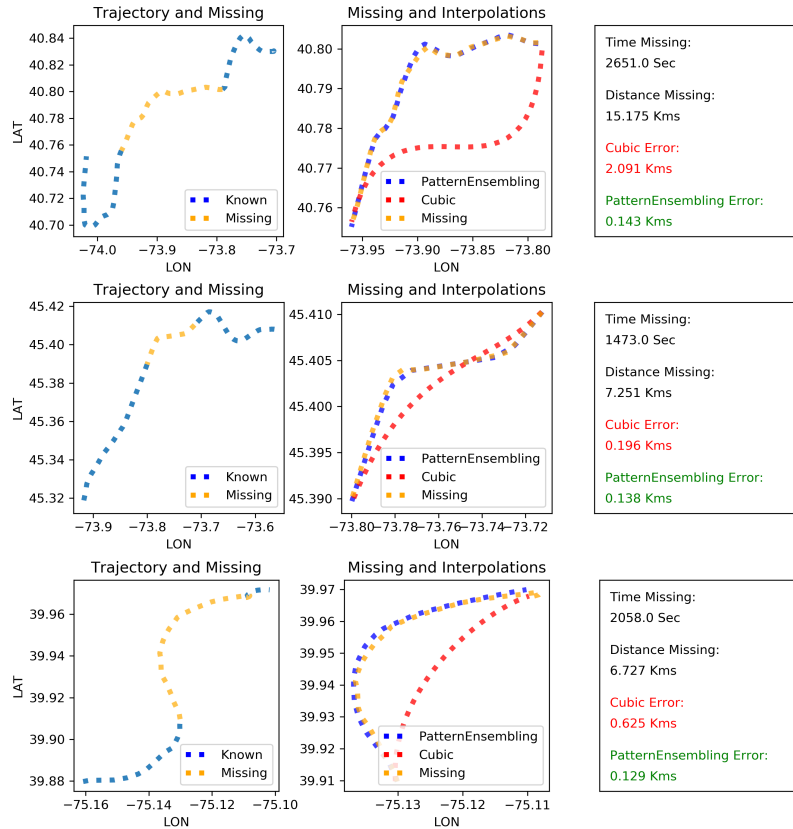 Trajectory and Missing
40.84
40.82
40.80
40.78
40.76
40.74
40.72
40.70
LAT
Known
Missing
−74.0
−73.9
−73.8
−73.7
LON
Missing and Interpolations
40.80
40.79
40.78
40.77
40.76
PatternEnsembling
Cubic
Missing
−73.95
−73.90
−73.85
−73.80
LON
Time Missing:
2651.0 Sec
Distance Missing:
15.175 Kms
Cubic Error:
2.091 Kms
PatternEnsembling Error:
0.143 Kms
Trajectory and Missing
45.42
45.40
45.38
45.36
45.34
45.32
LAT
Known
Missing
−73.9
−73.8
−73.7
−73.6
LON
Missing and Interpolations
45.410
45.405
45.400
45.395
45.390
PatternEnsembling
Cubic
Missing
−73.80
−73.78
−73.76
−73.74
−73.72
LON
Time Missing:
1473.0 Sec
Distance Missing:
7.251 Kms
Cubic Error:
0.196 Kms
PatternEnsembling Error:
0.138 Kms
Trajectory and Missing
39.96
39.94
39.92
39.90
39.88
LAT
Known
Missing
−75.16
−75.14
−75.12
−75.10
LON
Missing and Interpolations
39.97
39.96
39.95
39.94
39.93
39.92
39.91
PatternEnsembling
Cubic
Missing
−75.13
−75.12
−75.11
LON
Time Missing:
2058.0 Sec
Distance Missing:
6.727 Kms
Cubic Error:
0.625 Kms
PatternEnsembling Error:
0.129 Kms